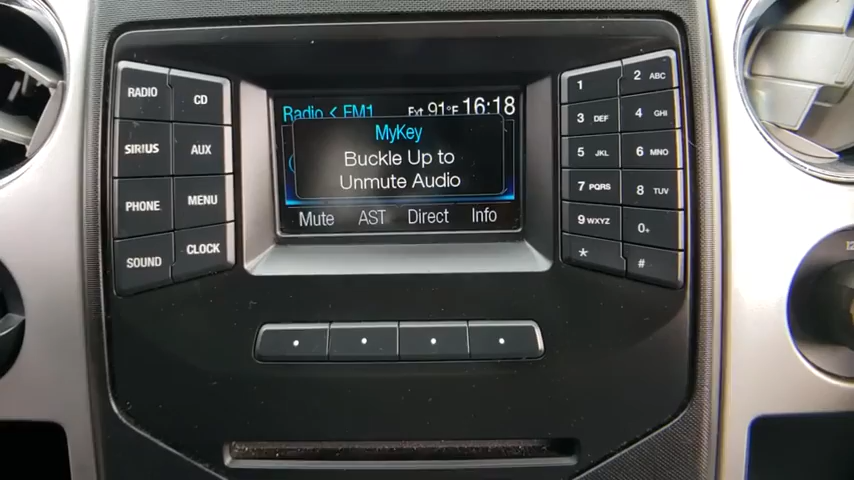 RADIO
CD
SIRIUS
AUX
PHONE
MENU
SOUND
CLOCK
Radio < FM1
Ext 91°F 16:18
MyKey
Buckle Up to
Unmute Audio
Mute AST Direct Info
1
2 ABC
3 DEF
4 GHI
5 JKL
6 MNO
7 PQRS
8 TUV
9 WXYZ
0+
*
#